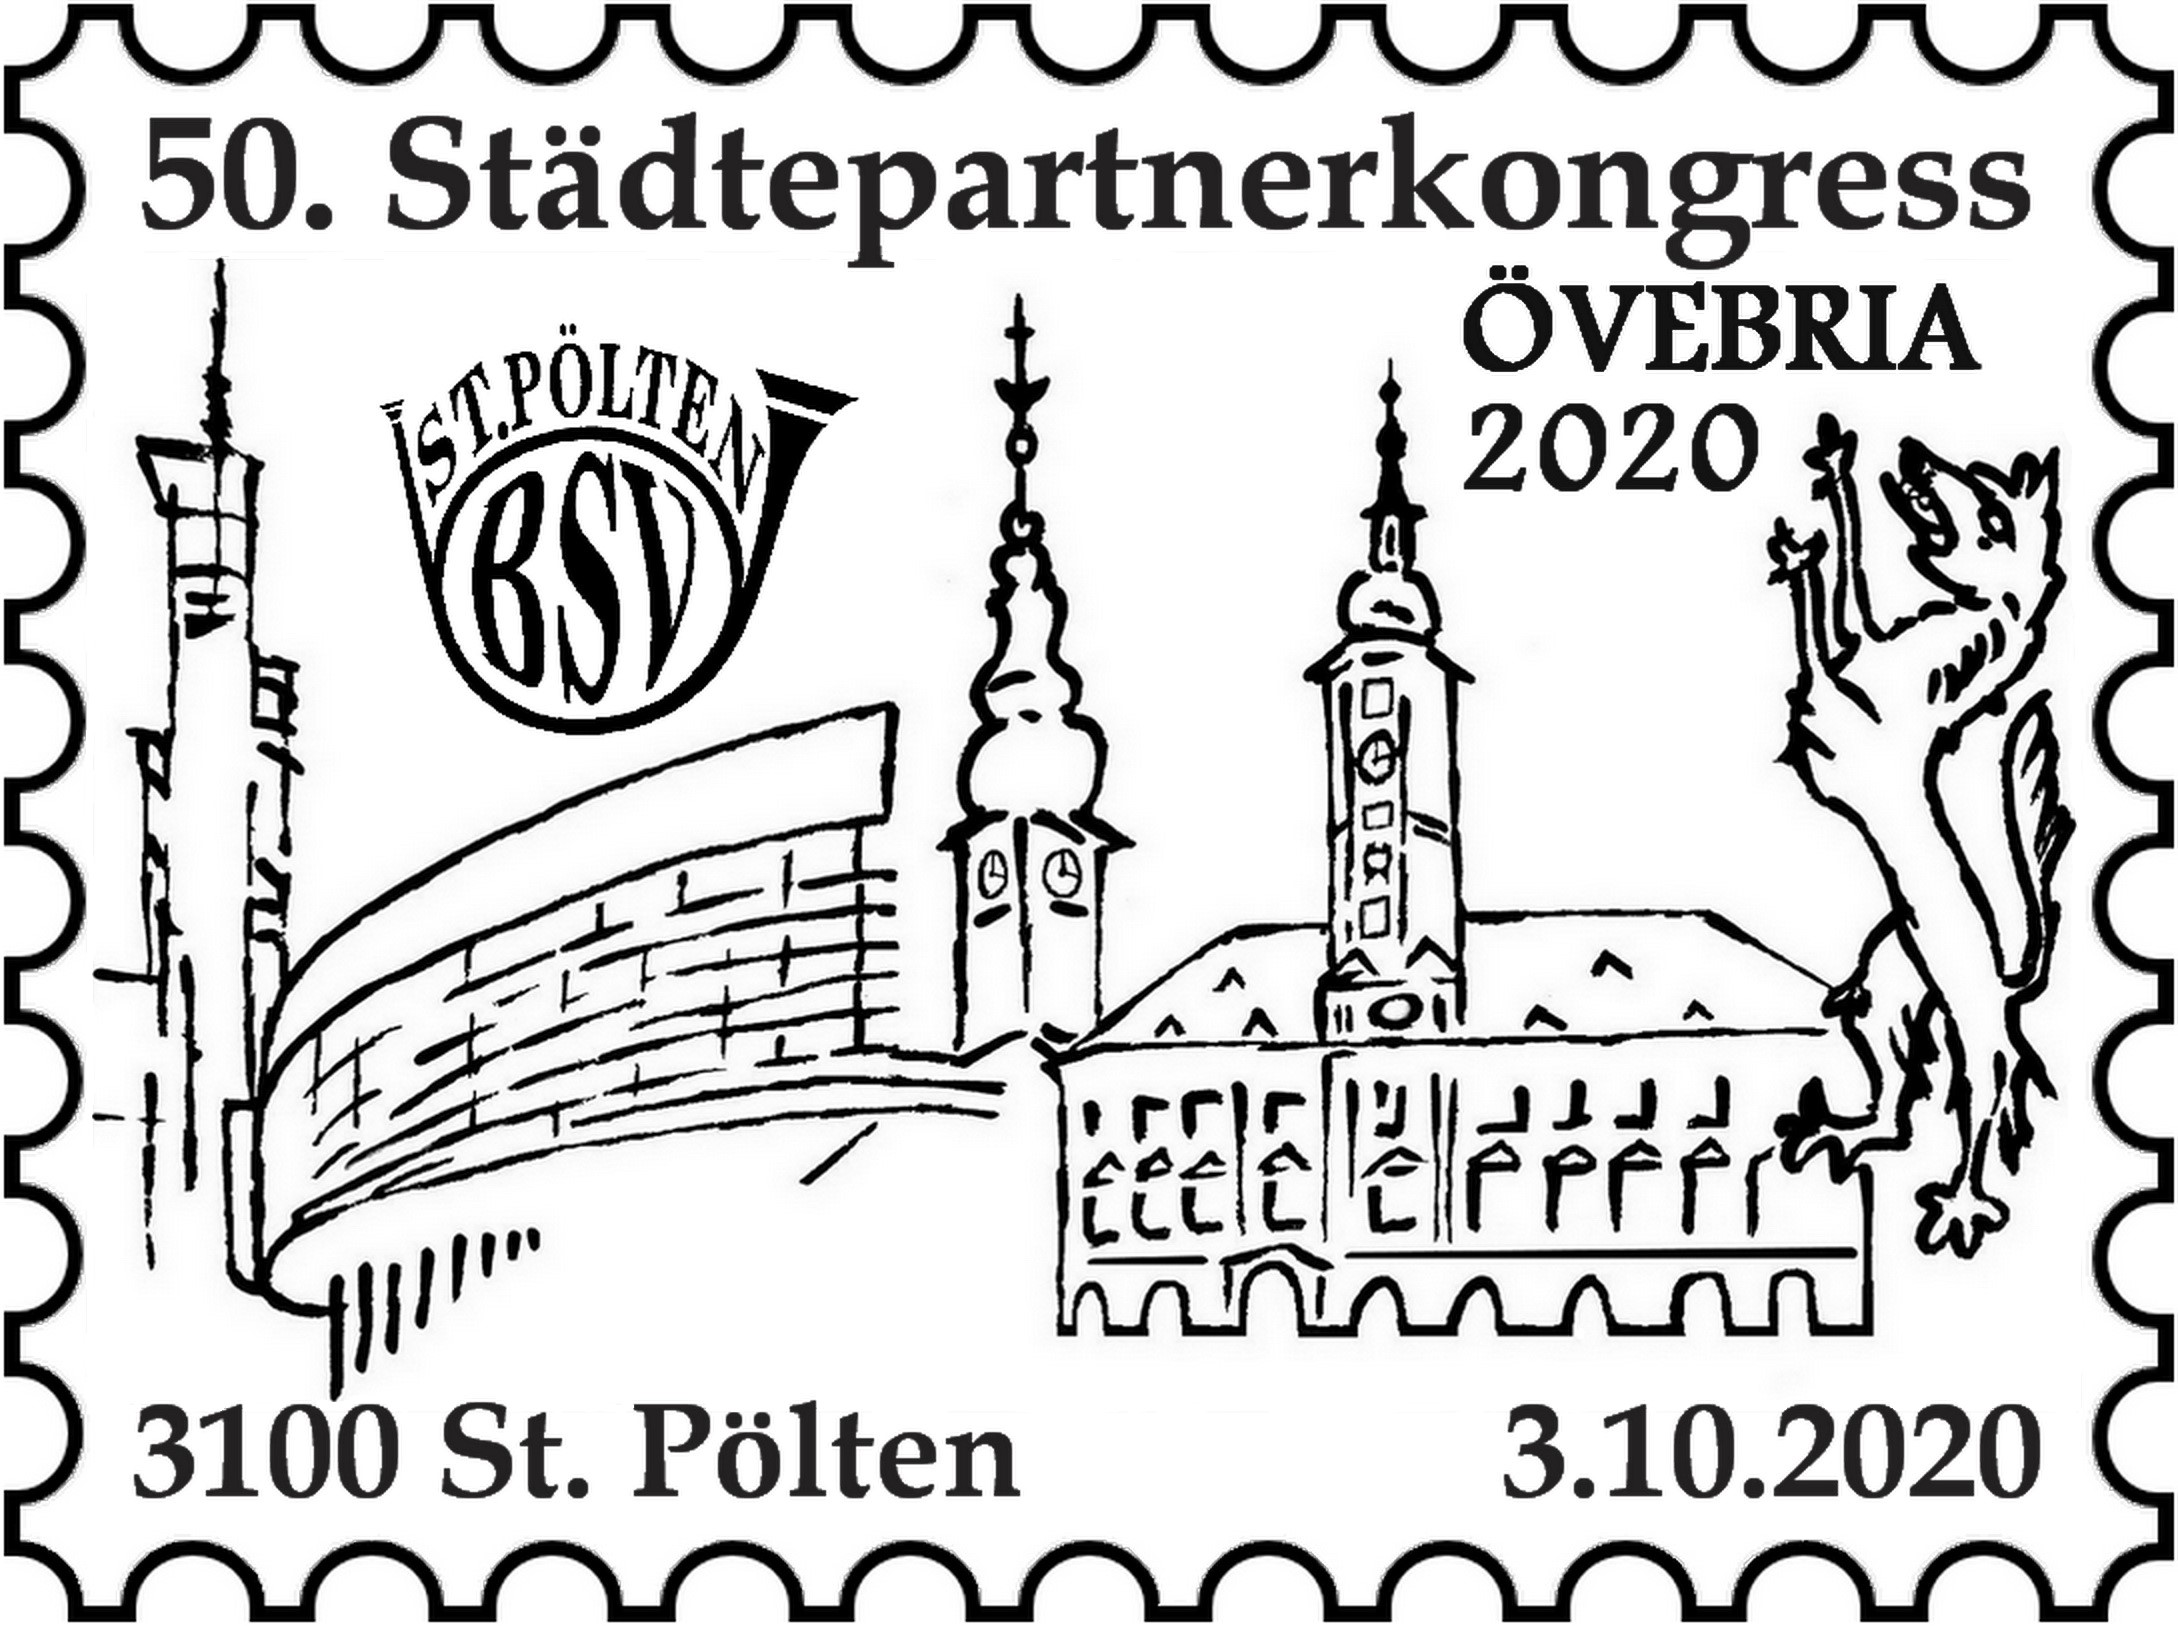 50. Städtepartnerkongress
ÖVEBRIA
2020
ST.PÖLTEN
BSV
3100 St. Pölten
3.10.2020